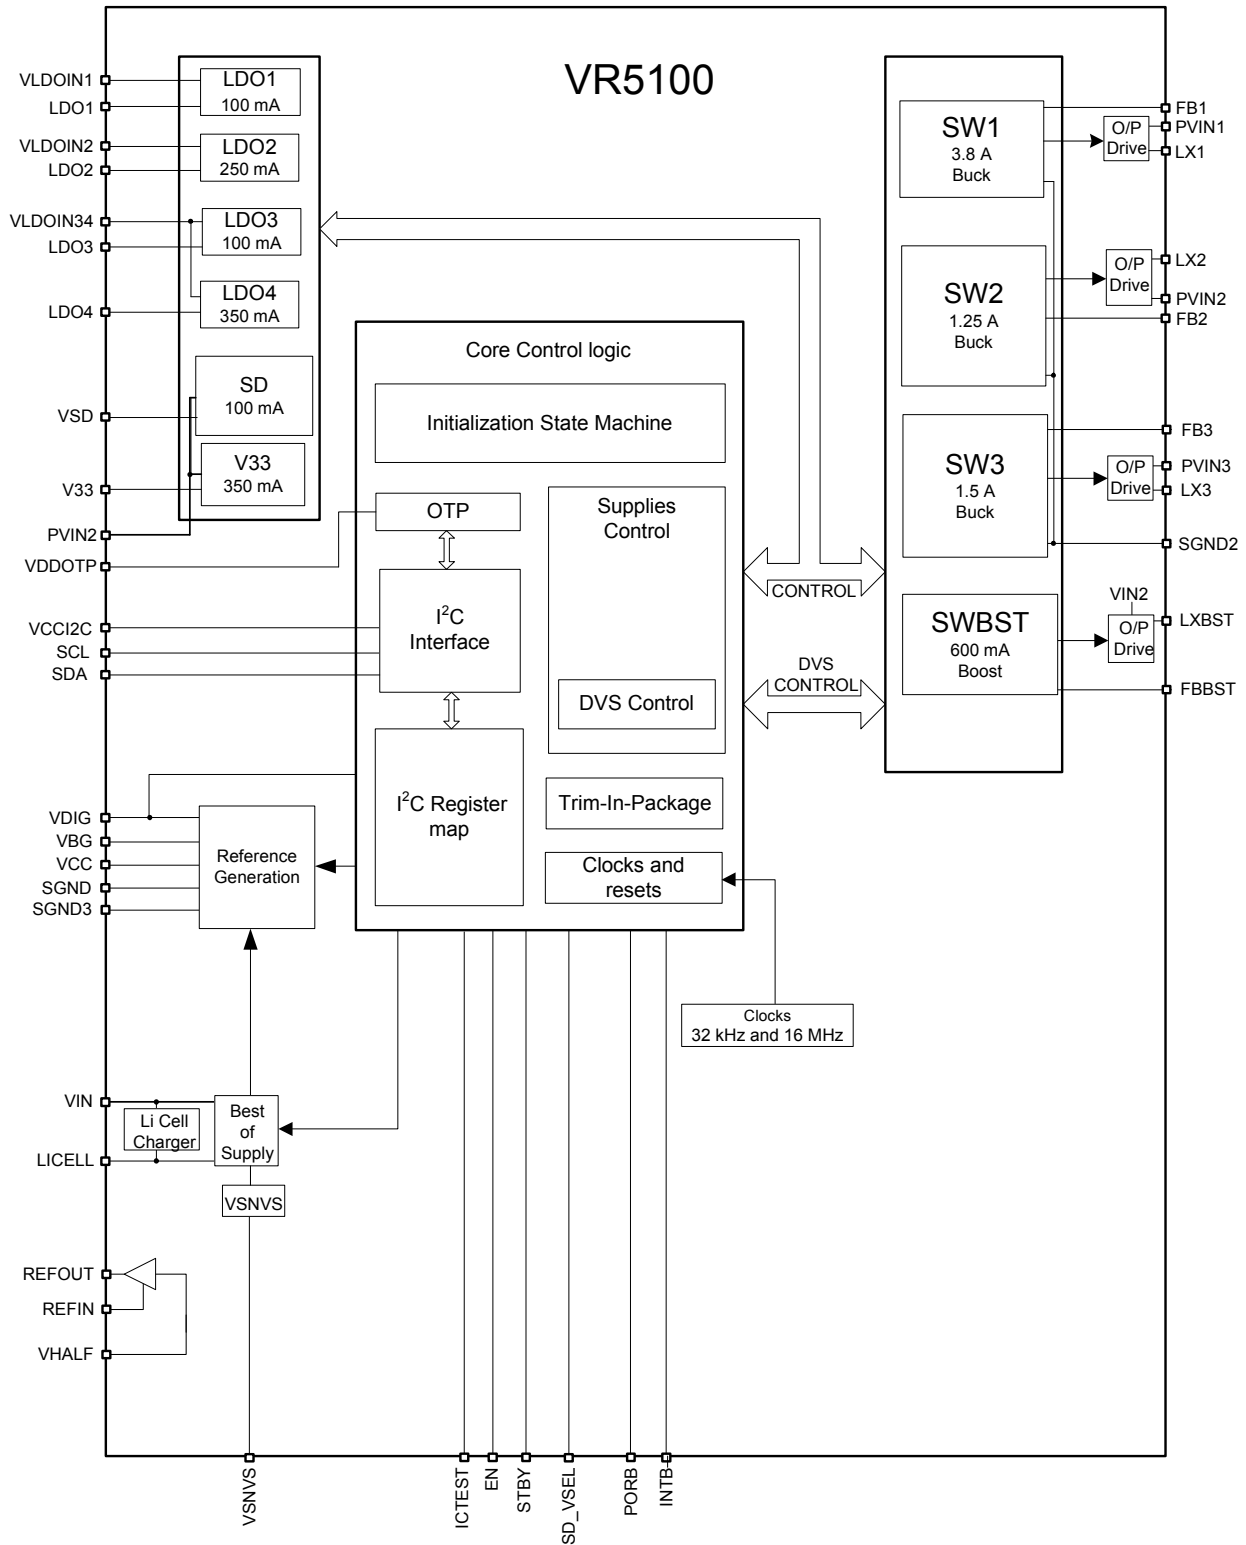 VR5100
VLDOIN1
LDO1
VLDOIN2
LDO2
VLDOIN34
LDO3
LDO4
VSD
V33
PVIN2
VDDOTP
VCCI2C
SCL
SDA
VDIG
VBG
VCC
SGND
SGND3
VIN
LICELL
REFOUT
REFIN
VHALF
LDO1
100 mA
LDO2
250 mA
LDO3
100 mA
LDO4
350 mA
SD
100 mA
V33
350 mA
Core Control logic
Initialization State Machine
OTP
I²C
Interface
I²C Register
map
Supplies
Control
DVS Control
Trim-In-Package
Clocks and
resets
Reference
Generation
Clocks
32 kHz and 16 MHz
Li Cell
Charger
Best
of
Supply
VSNVS
CONTROL
DVS
CONTROL
SW1
3.8 A
Buck
SW2
1.25 A
Buck
SW3
1.5 A
Buck
SWBST
600 mA
Boost
O/P
Drive
O/P
Drive
O/P
Drive
VIN2
O/P
Drive
FB1
PVIN1
LX1
LX2
PVIN2
FB2
FB3
PVIN3
LX3
SGND2
LXBST
FBBST
VSNVS
ICTEST
EN
STBY
SD_VSEL
PORB
INTB